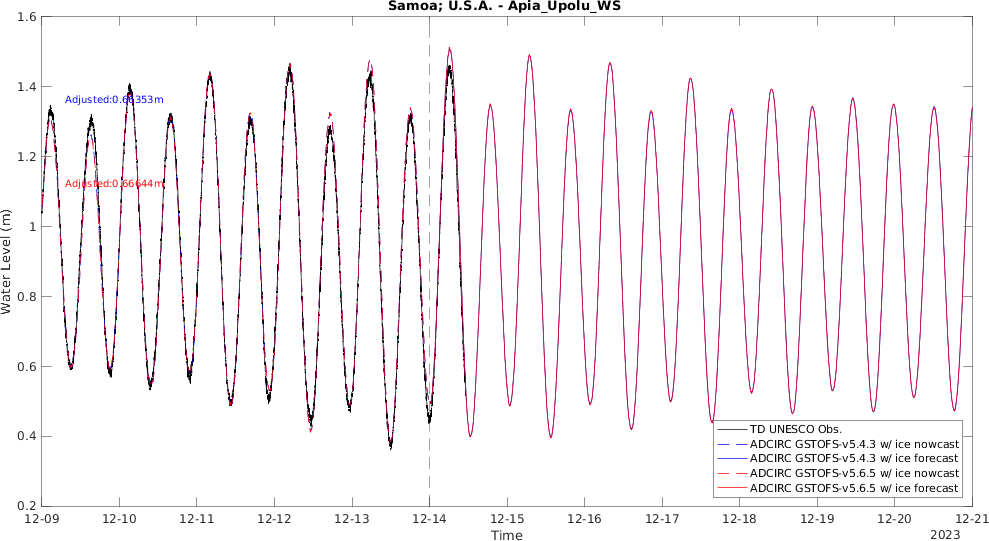 Samoa; U.S.A. - Apia_Upolu_WS
1.6
1.4
1.2
1
0.8
0.6
0.4
0.2
Water Level (m)
Adjusted:0.66353m
Adjusted:0.66644m
TD UNESCO Obs.
ADCIRC GSTOFS-v5.4.3 w/ ice nowcast
ADCIRC GSTOFS-v5.4.3 w/ ice forecast
ADCIRC GSTOFS-v5.6.5 w/ ice nowcast
ADCIRC GSTOFS-v5.6.5 w/ ice forecast
12-09 12-10 12-11 12-12 12-13 12-14 12-15 12-16 12-17 12-18 12-19 12-20 12-21
Time
2023